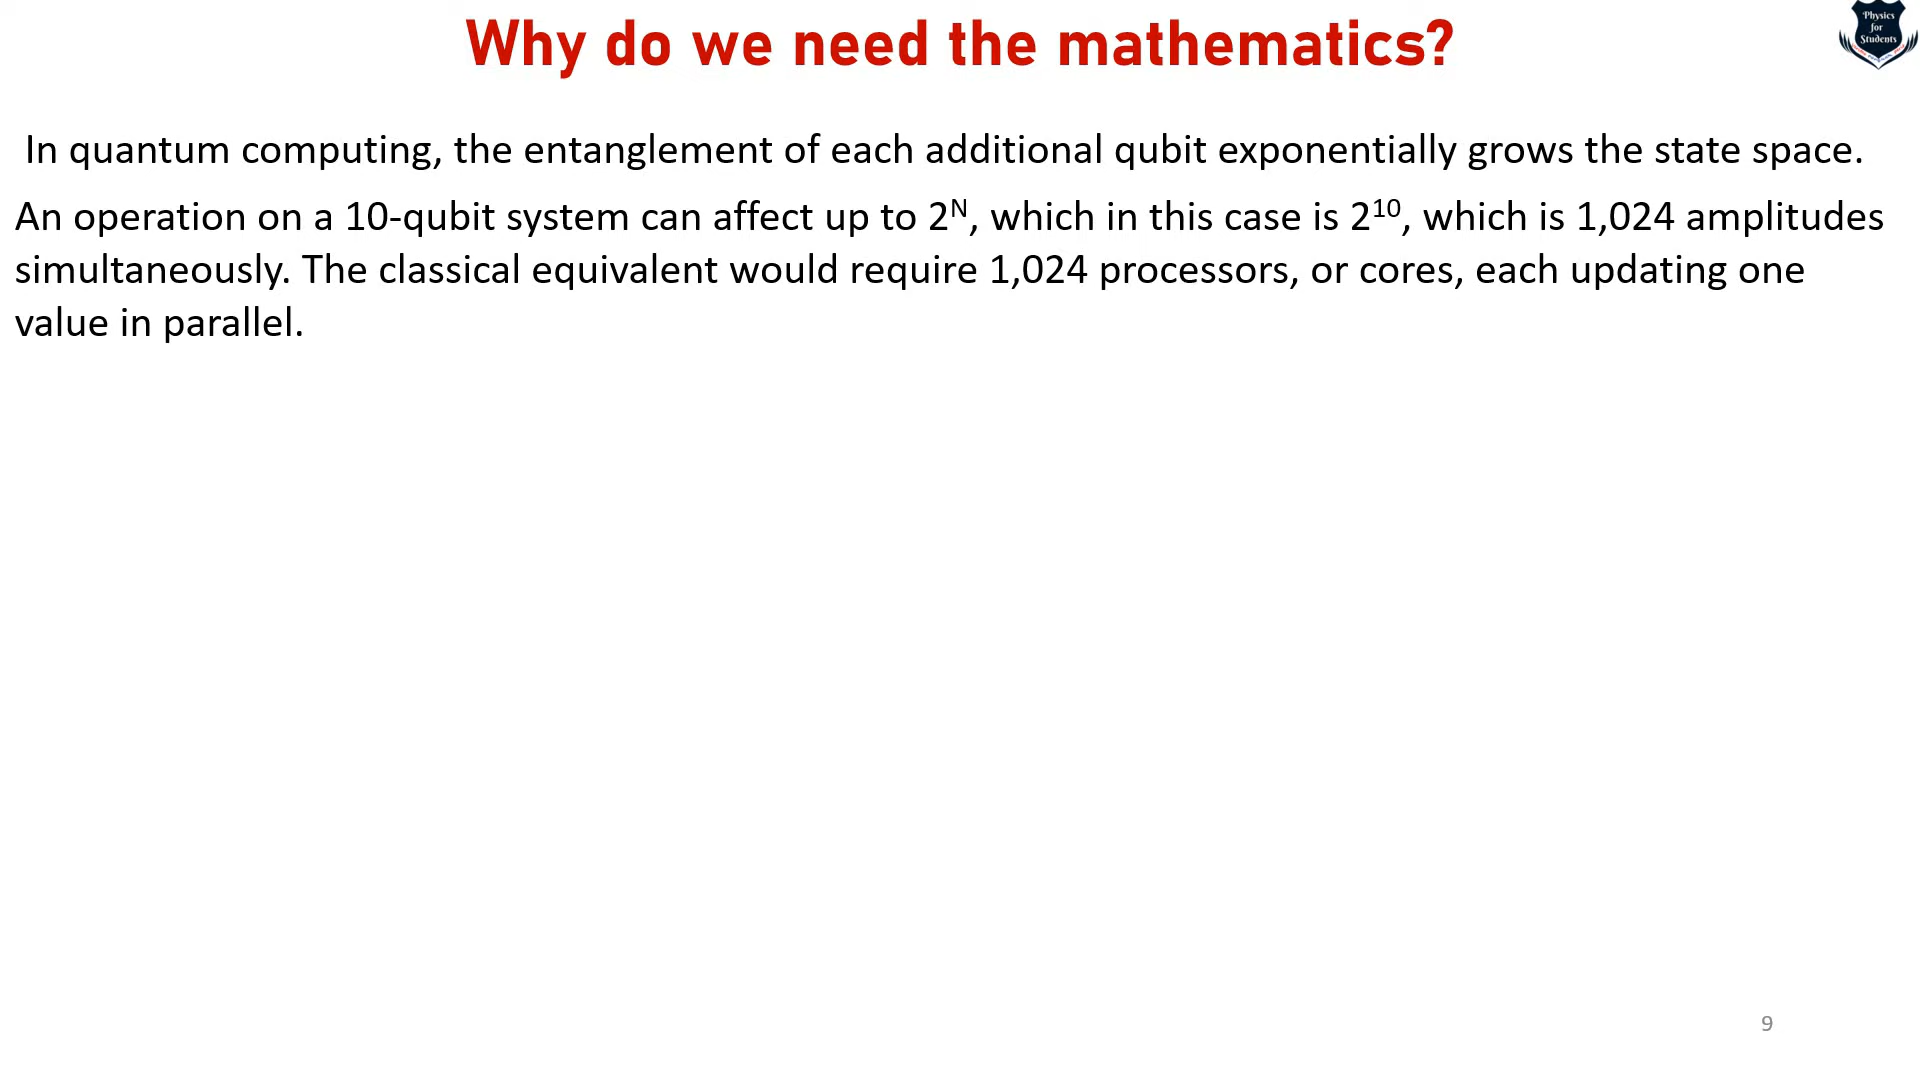 Why do we need the mathematics?
Physics
for
Students
In quantum computing, the entanglement of each additional qubit exponentially grows the state space.
An operation on a 10-qubit system can affect up to 2ᴺ, which in this case is 2¹⁰, which is 1,024 amplitudes
simultaneously. The classical equivalent would require 1,024 processors, or cores, each updating one
value in parallel.
9